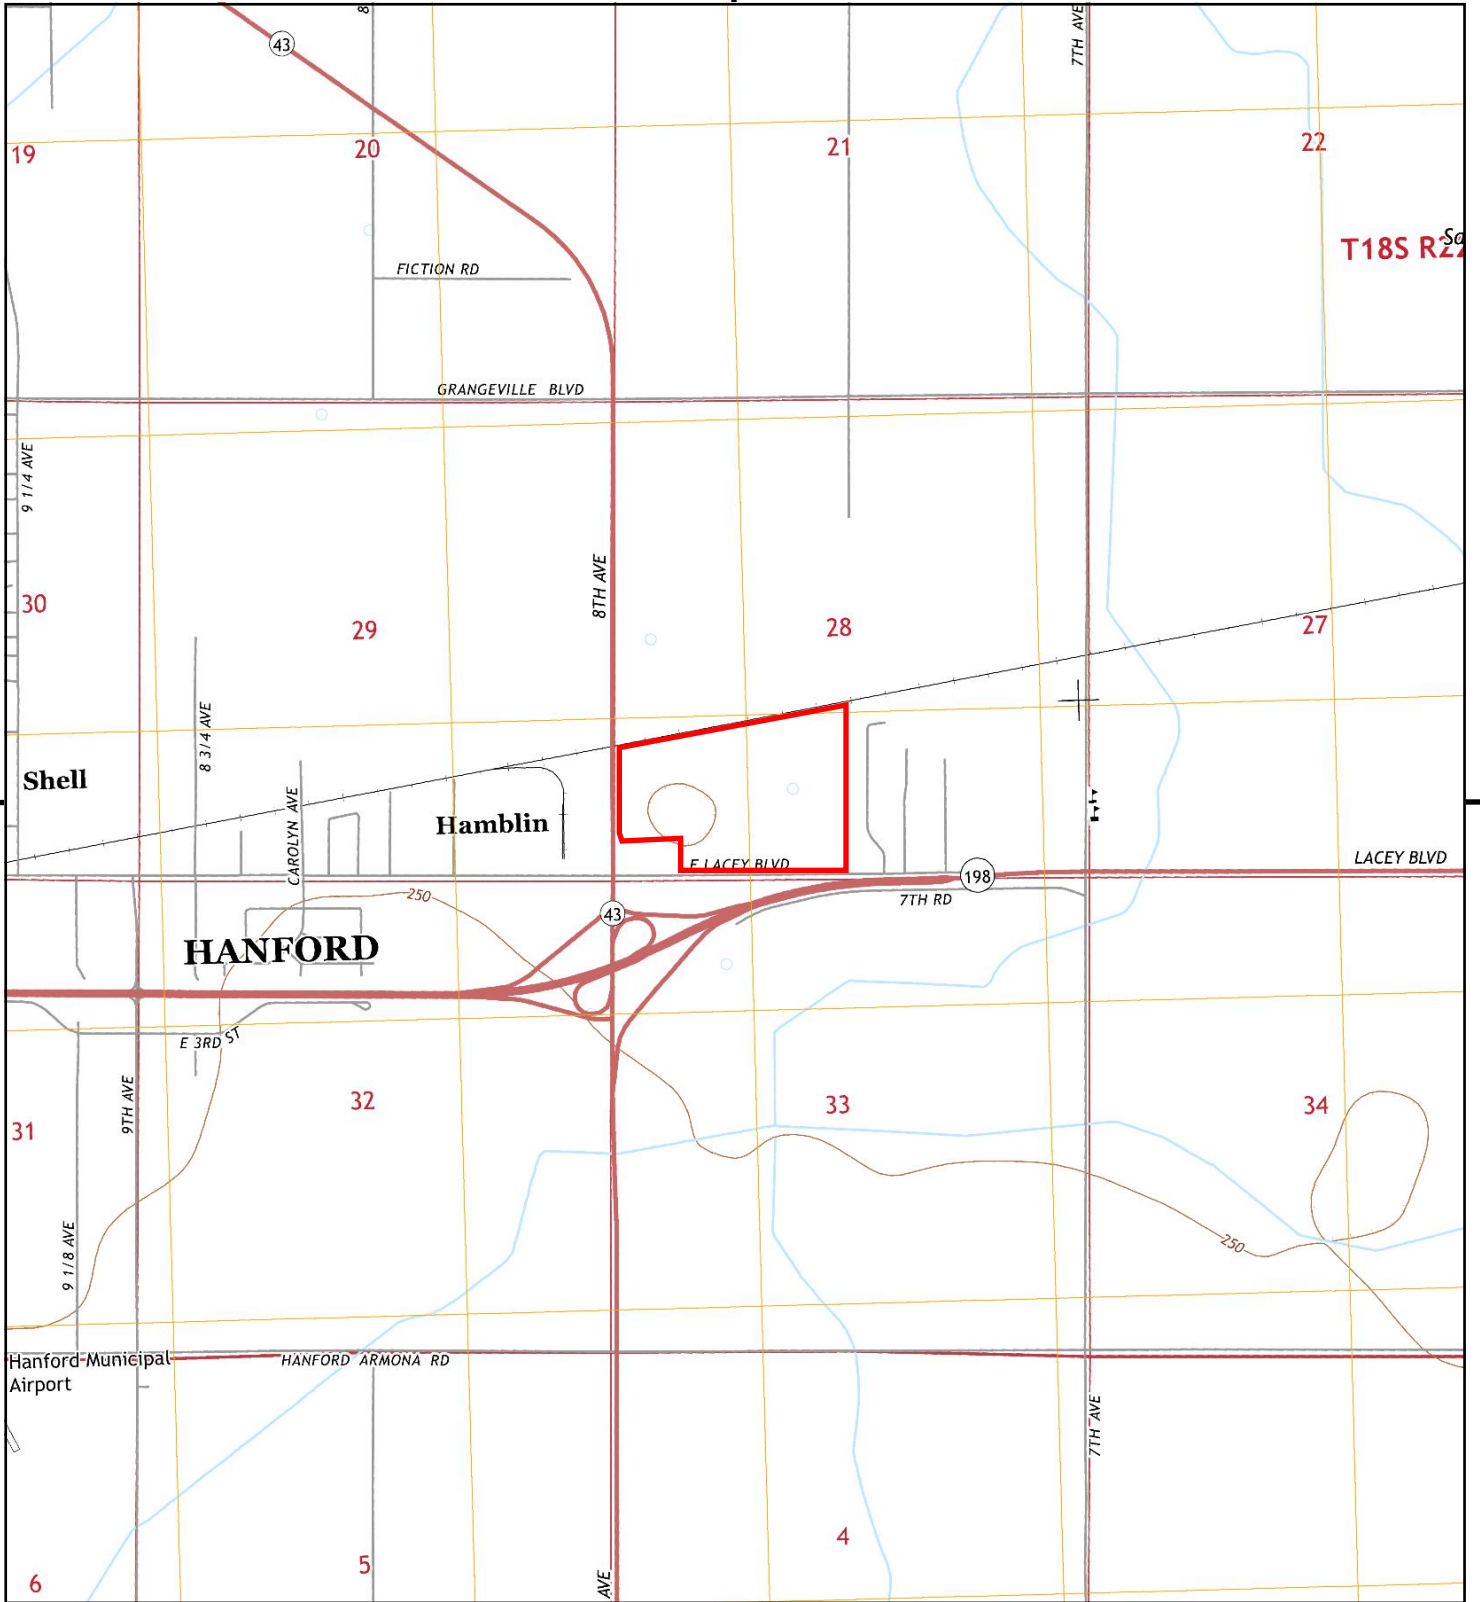 8
7TH AVE
43
19
20
21
22
T18S R22
Sa
FICTION RD
GRANGEVILLE BLVD
9 1/4 AVE
8TH AVE
30
29
28
27
8 3/4 AVE
Shell
CAROLYN AVE
Hamblin
E LACEY BLVD
LACEY BLVD
198
7TH RD
250
43
HANFORD
E 3RD ST
9TH AVE
31
32
33
34
9 1/8 AVE
250
Hanford Municipal
Airport
HANFORD ARMONA RD
7TH AVE
4
5
6
AVE